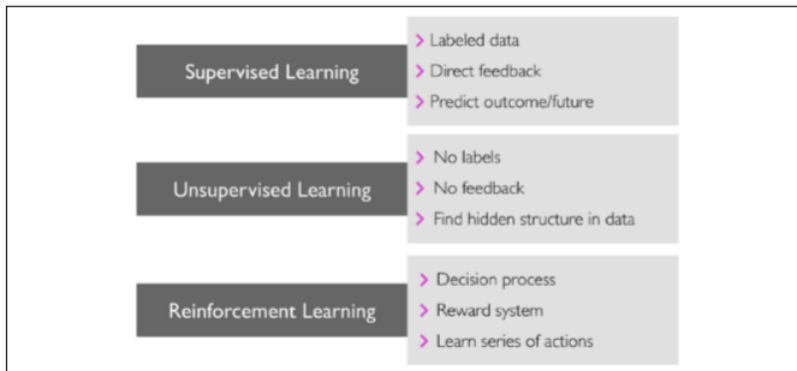 Supervised Learning
Labeled data
Direct feedback
Predict outcome/future
Unsupervised Learning
No labels
No feedback
Find hidden structure in data
Reinforcement Learning
Decision process
Reward system
Learn series of actions